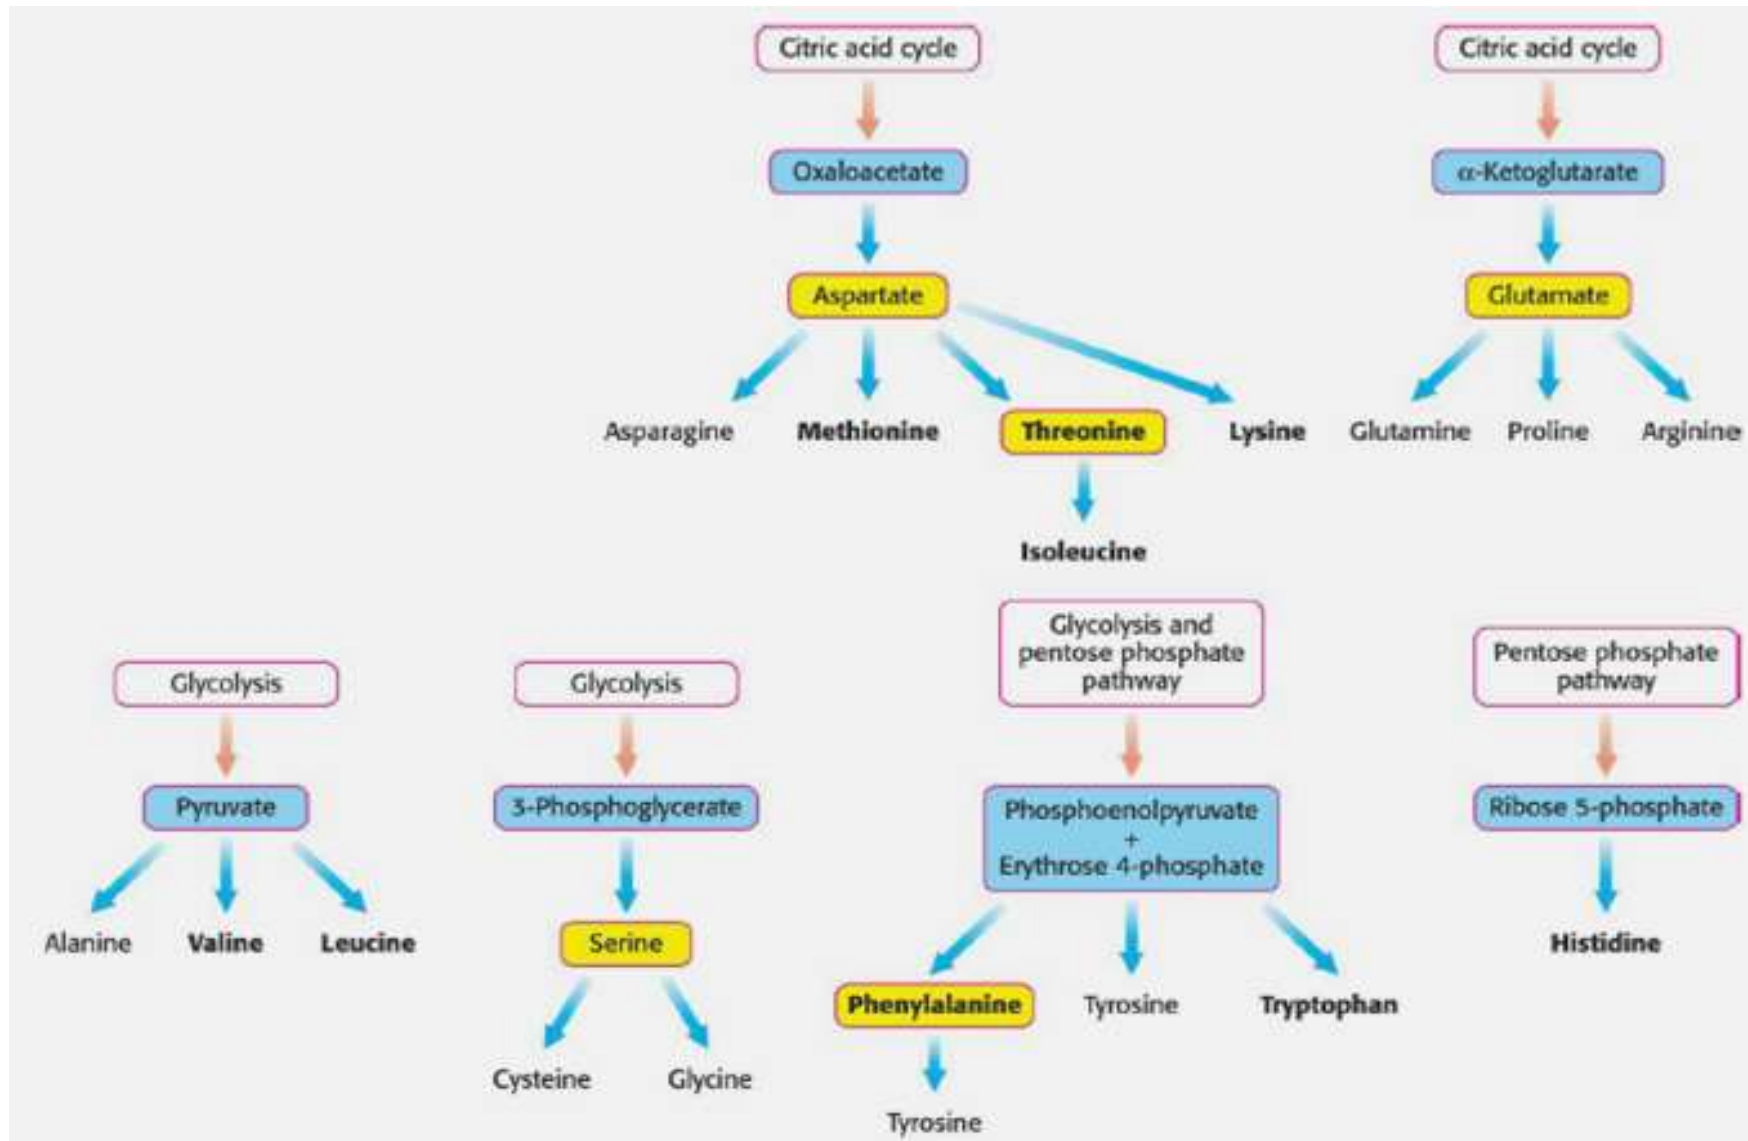 Citric acid cycle
Citric acid cycle
Oxaloacetate
α-Ketoglutarate
Aspartate
Glutamate
Asparagine
Methionine
Threonine
Lysine
Glutamine
Proline
Arginine
Isoleucine
Glycolysis
Glycolysis
Glycolysis and
pentose phosphate
pathway
Pentose phosphate
pathway
Pyruvate
3-Phosphoglycerate
Phosphoenolpyruvate
+
Erythrose 4-phosphate
Ribose 5-phosphate
Alanine
Valine
Leucine
Serine
Phenylalanine
Tyrosine
Tryptophan
Histidine
Cysteine
Glycine
Tyrosine